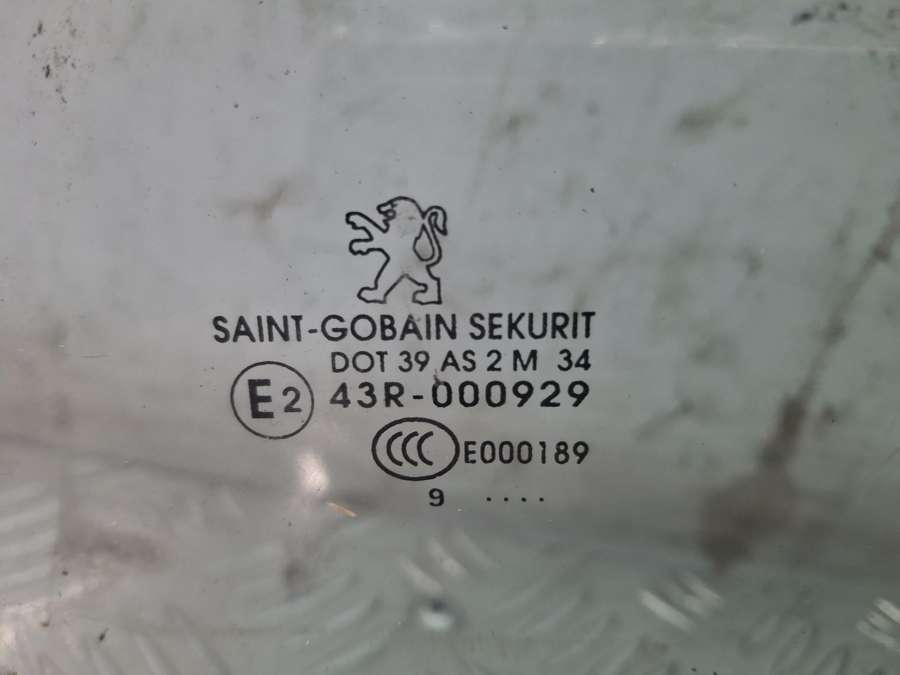 SAINT-GOBAIN SEKURIT
DOT 39 AS 2 M 34
E2 43R-000929
CCC E000189
9 ....